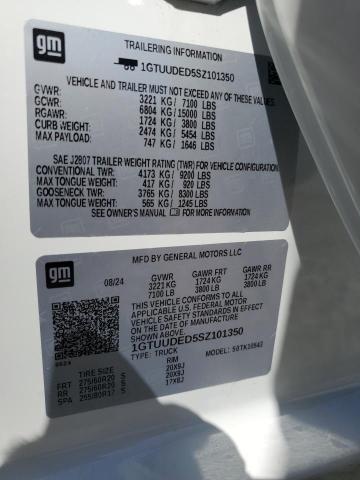 gm
TRAILERING INFORMATION
1GTUUDED5SZ101350
VEHICLE AND TRAILER MUST NOT EXCEED ANY OF THESE VALUES
GVWR: 3221 KG / 7100 LBS
GCWR: 6804 KG / 15000 LBS
RGAWR: 1724 KG / 3800 LBS
CURB WEIGHT: 2474 KG / 5454 LBS
MAX PAYLOAD: 747 KG / 1646 LBS
SAE J2807 TRAILER WEIGHT RATING (TWR) FOR VEHICLE CONFIGURATION
CONVENTIONAL TWR: 4173 KG / 9200 LBS
MAX TONGUE WEIGHT: 417 KG / 920 LBS
GOOSENECK TWR: 3765 KG / 8300 LBS
MAX TONGUE WEIGHT: 565 KG / 1245 LBS
SEE OWNER'S MANUAL FOR MORE INFORMATION
gm
MFD BY GENERAL MOTORS LLC
08/24 GVWR GAWR FRT GAWR RR
3221 KG 1724 KG 1724 KG
7100 LB 3800 LB 3800 LB
THIS VEHICLE CONFORMS TO ALL APPLICABLE U.S. FEDERAL MOTOR
VEHICLE SAFETY, BUMPER, AND THEFT PREVENTION STANDARDS
IN EFFECT ON THE DATE OF MANUFACTURE
SHOWN ABOVE.
1GTUUDED5SZ101350
TYPE: TRUCK MODEL:
TIRE SIZE RIM
FRT 275/60R20 S 20X9J
RR 275/60R20 S 20X9J
SPA 255/80R17 S 17X8J